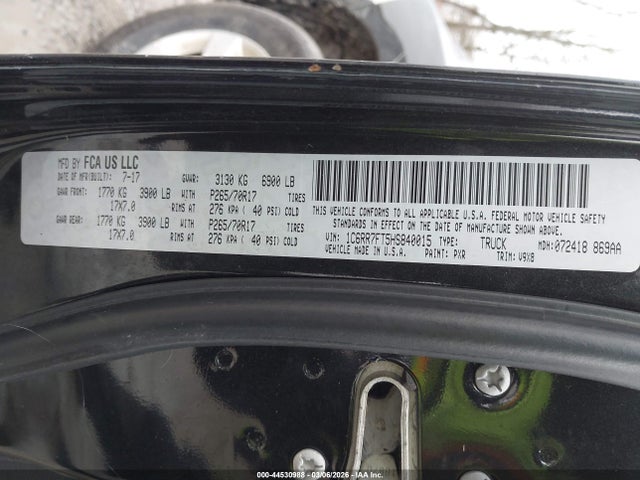 MFD BY FCA US LLC
DATE OF MFR(BUILT): 7-17 GVWR: 3130 KG 6900 LB
GAWR FRONT: 1770 KG 3900 LB P265/70R17 TIRES
17X7.0 RIMS AT WITH 276 KPA ( 40 PSI) COLD
GAWR REAR: 1770 KG 3900 LB P265/70R17 TIRES
17X7.0 RIMS AT WITH 276 KPA ( 40 PSI) COLD
THIS VEHICLE CONFORMS TO ALL APPLICABLE U.S.A. FEDERAL MOTOR VEHICLE SAFETY
STANDARDS IN EFFECT ON THE DATE OF MANUFACTURE SHOWN ABOVE.
VIN: 1C6RR7FT5HS840015 TYPE: TRUCK MDH: 072418 869AA
VEHICLE MADE IN U.S.A. PAINT: PXR TRIM: V9X8
000-44530988 03/06/2026 IAAI.COM